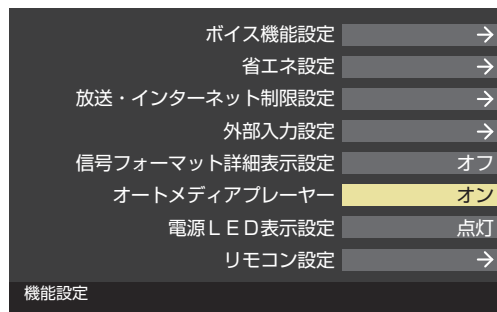 ボイス機能設定 →
省エネ設定 →
放送・インターネット制限設定 →
外部入力設定 →
信号フォーマット詳細表示設定 オフ
オートメディアプレーヤー オン
電源ＬＥＤ表示設定 点灯
リモコン設定 →
機能設定